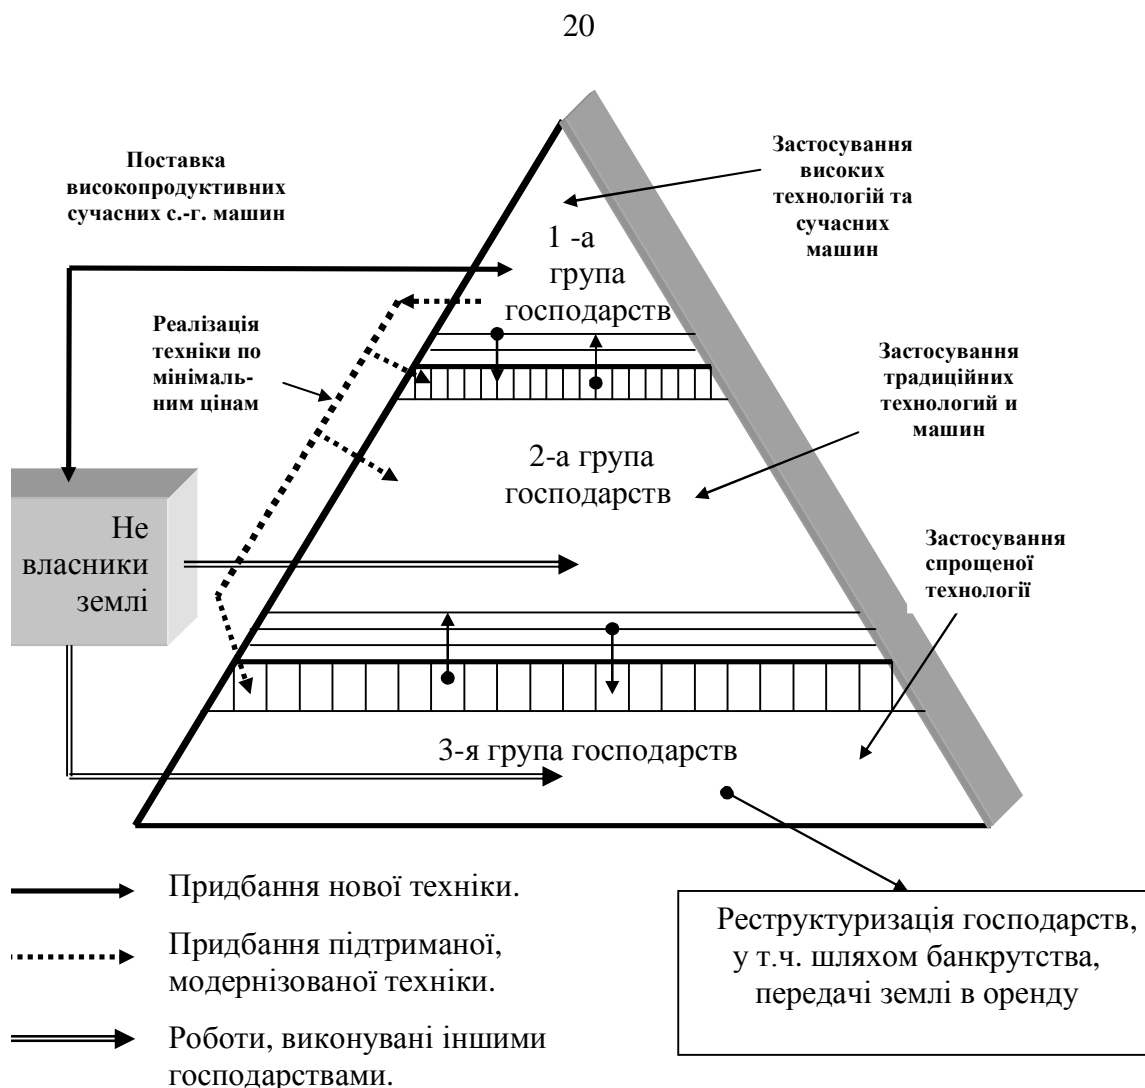 20
Поставка
високопродуктивних
сучасних с.-г. машин
Застосування
високих
технологій та
сучасних
машин
1 -а
група
господарств
Реалізація
техніки по
мінімаль-
ним цінам
Застосування
традиційних
технологий и
машин
2-а група
господарств
Не
власники
землі
Застосування
спрощеної
технології
3-я група господарств
Придбання нової техніки.
Придбання підтриманої,
модернізованої техніки.
Роботи, виконувані іншими
господарствами.
Реструктуризація господарств,
у т.ч. шляхом банкрутства,
передачі землі в оренду